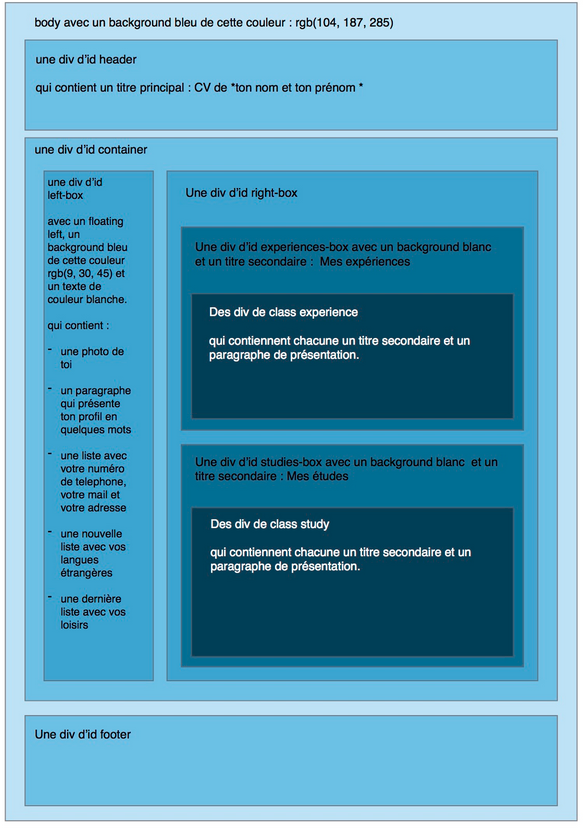 body avec un background bleu de cette couleur : rgb(104, 187, 285)
une div d'id header
qui contient un titre principal : CV de *ton nom et ton prénom *
une div d'id container
une div d'id
left-box
avec un floating
left, un
background bleu
de cette couleur
rgb(9, 30, 45) et
un texte de
couleur blanche.
qui contient :
- une photo de
toi
- un paragraphe
qui présente
ton profil en
quelques mots
- une liste avec
votre numéro
de telephone,
votre mail et
votre adresse
- une nouvelle
liste avec vos
langues
étrangères
- une dernière
liste avec vos
loisirs
Une div d'id right-box
Une div d'id experiences-box avec un background blanc
et un titre secondaire : Mes expériences
Des div de class experience
qui contiennent chacune un titre secondaire et un
paragraphe de présentation.
Une div d'id studies-box avec un background blanc et un
titre secondaire : Mes études
Des div de class study
qui contiennent chacune un titre secondaire et un
paragraphe de présentation.
Une div d'id footer